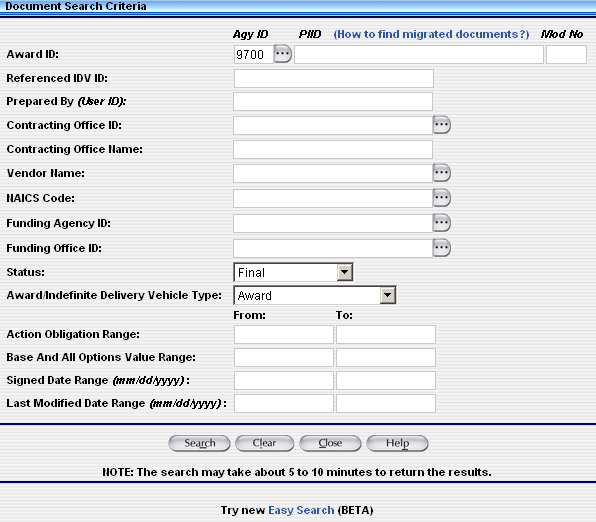 Document Search Criteria
Agy ID PIID (How to find migrated documents?) Mod No
Award ID: 9700
Referenced IDV ID:
Prepared By (User ID):
Contracting Office ID:
Contracting Office Name:
Vendor Name:
NAICS Code:
Funding Agency ID:
Funding Office ID:
Status: Final
Award/Indefinite Delivery Vehicle Type: Award
From: To:
Action Obligation Range:
Base And All Options Value Range:
Signed Date Range (mm/dd/yyyy) :
Last Modified Date Range (mm/dd/yyyy) :
Search Clear Close Help
NOTE: The search may take about 5 to 10 minutes to return the results.
Try new Easy Search (BETA)